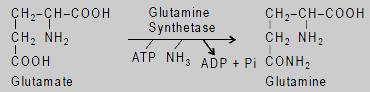 CH₂-CH-COOH
CH₂ NH₂
COOH
Glutamate
Glutamine
Synthetase
ATP NH₃ ADP + Pi
CH₂-CH-COOH
CH₂ NH₂
CONH₂
Glutamine